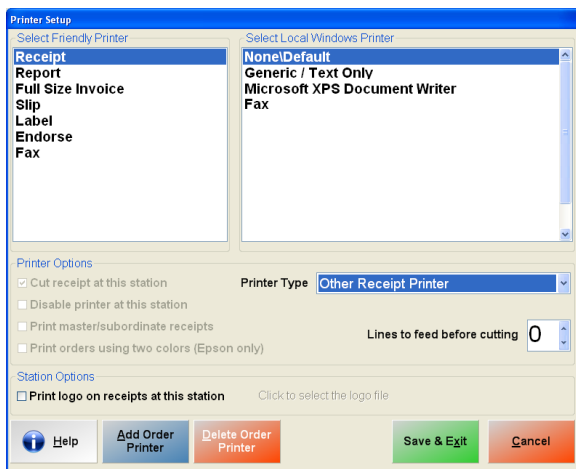 Printer Setup
Select Friendly Printer
Receipt
Report
Full Size Invoice
Slip
Label
Endorse
Fax
Select Local Windows Printer
None\Default
Generic / Text Only
Microsoft XPS Document Writer
Fax
Printer Options
Cut receipt at this station
Disable printer at this station
Print master/subordinate receipts
Print orders using two colors (Epson only)
Printer Type Other Receipt Printer
Lines to feed before cutting 0
Station Options
Print logo on receipts at this station Click to select the logo file
i Help
Add Order
Printer
Delete Order
Printer
Save & Exit
Cancel